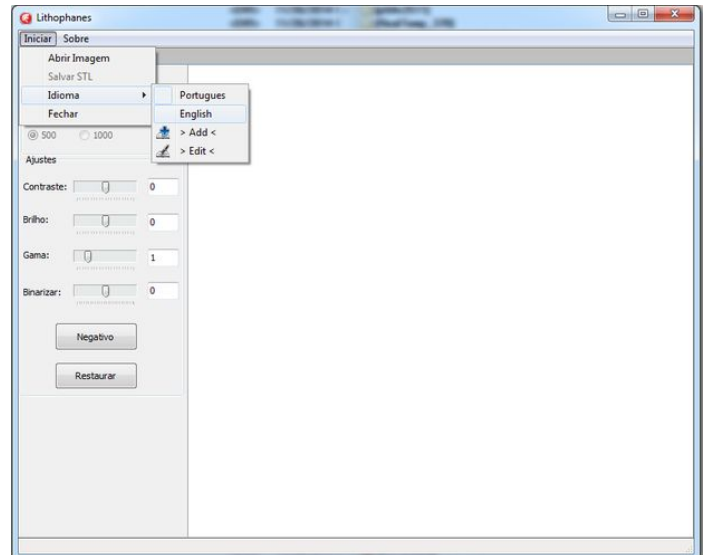 Lithophanes
Iniciar Sobre
Abrir Imagem
Salvar STL
Idioma
Fechar
Portugues
English
> Add <
> Edit <
500 1000
Ajustes
Contraste: 0
Brilho: 0
Gama: 1
Binarizar: 0
Negativo
Restaurar